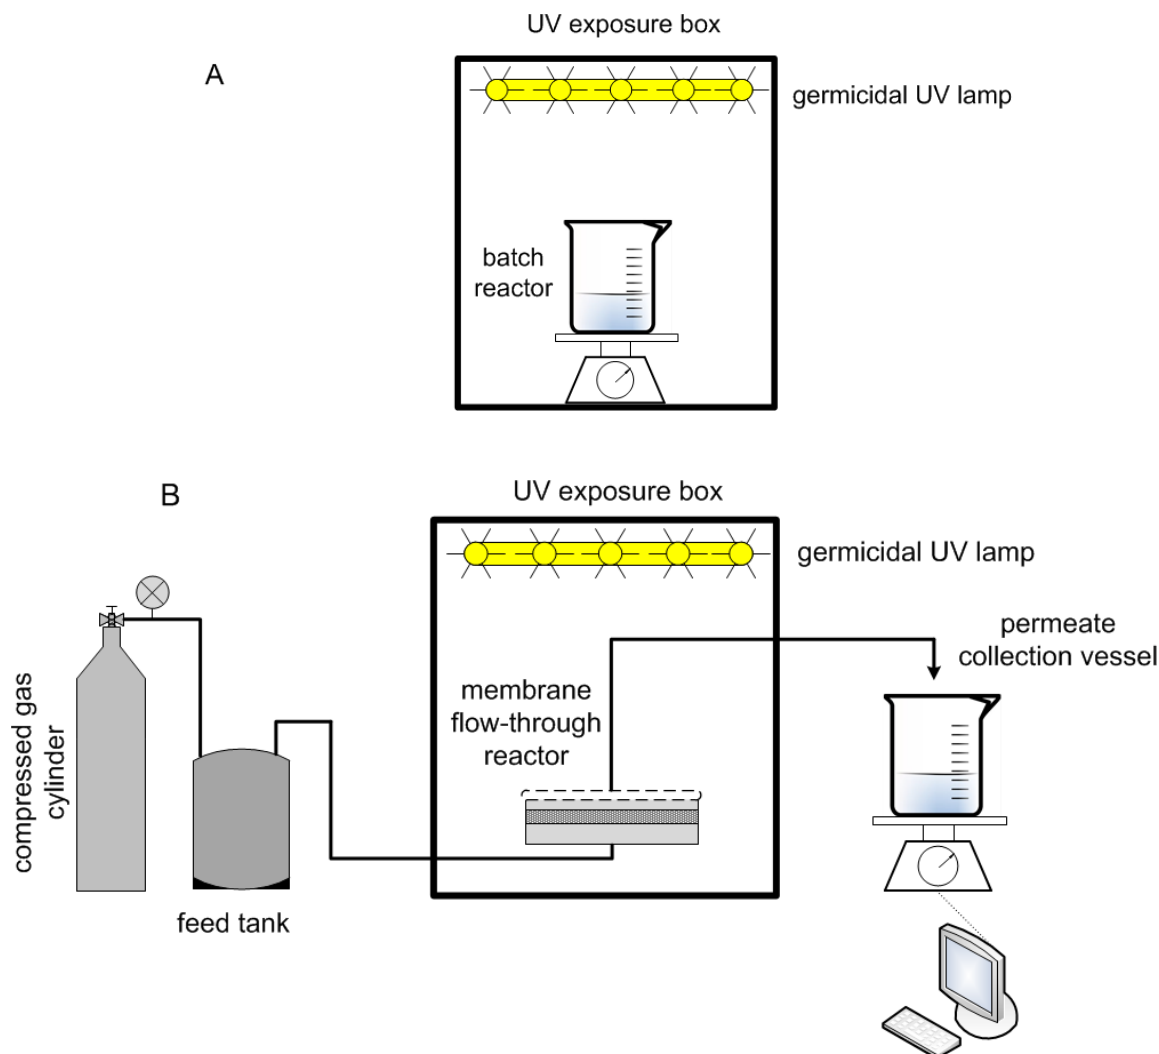 UV exposure box
A
germicidal UV lamp
batch
reactor
B
UV exposure box
germicidal UV lamp
permeate
collection vessel
membrane
flow-through
reactor
compressed gas
cylinder
feed tank